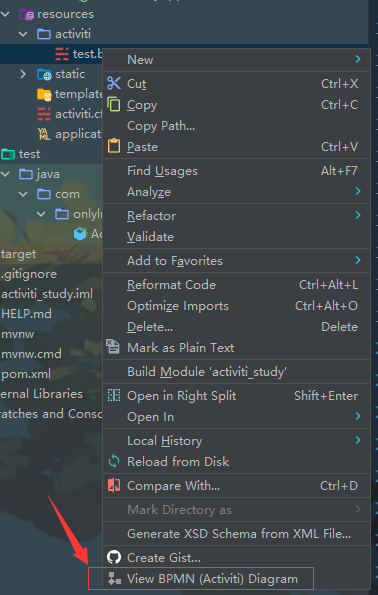 resources
activiti
test.b
static
template
activiti.cf
applicat
test
java
com
onlyl
Ac
target
.gitignore
activiti_study.iml
HELP.md
mvnw
mvnw.cmd
pom.xml
ernal Libraries
ratches and Consc
New
Cut Ctrl+X
Copy Ctrl+C
Copy Path...
Paste Ctrl+V
Find Usages Alt+F7
Analyze
Refactor
Validate
Add to Favorites
Reformat Code Ctrl+Alt+L
Optimize Imports Ctrl+Alt+O
Delete... Delete
Mark as Plain Text
Build Module 'activiti_study'
Open in Right Split Shift+Enter
Open In
Local History
Reload from Disk
Compare With... Ctrl+D
Mark Directory as
Generate XSD Schema from XML File...
Create Gist...
View BPMN (Activiti) Diagram